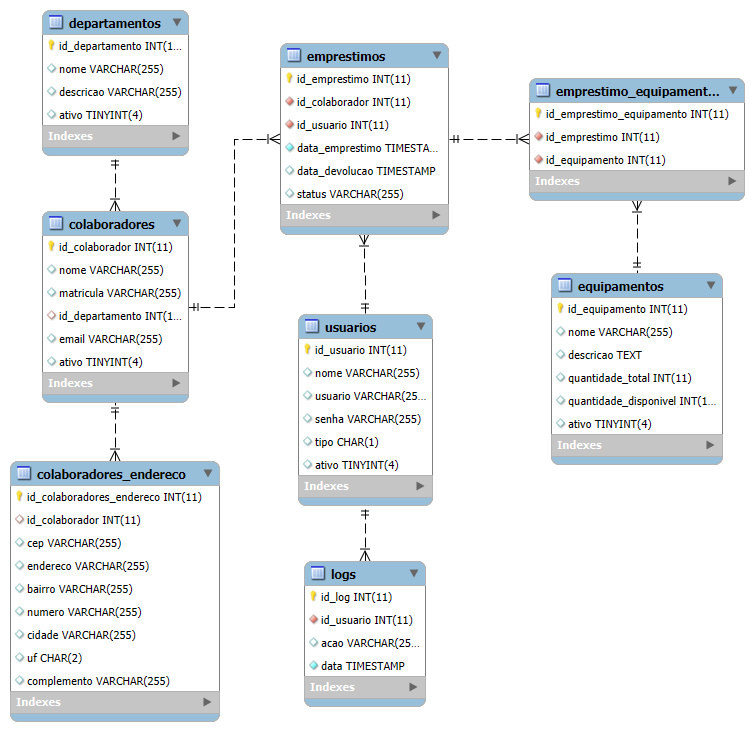 departamentos
id_departamento INT(1...
nome VARCHAR(255)
descricao VARCHAR(255)
ativo TINYINT(4)
Indexes
colaboradores
id_colaborador INT(11)
nome VARCHAR(255)
matricula VARCHAR(255)
id_departamento INT(1...
email VARCHAR(255)
ativo TINYINT(4)
Indexes
colaboradores_endereco
id_colaboradores_endereco INT(11)
id_colaborador INT(11)
cep VARCHAR(255)
endereco VARCHAR(255)
bairro VARCHAR(255)
numero VARCHAR(255)
cidade VARCHAR(255)
uf CHAR(2)
complemento VARCHAR(255)
Indexes
emprestimos
id_emprestimo INT(11)
id_colaborador INT(11)
id_usuario INT(11)
data_emprestimo TIMESTA...
data_devolucao TIMESTAMP
status VARCHAR(255)
Indexes
usuarios
id_usuario INT(11)
nome VARCHAR(255)
usuario VARCHAR(25...
senha VARCHAR(255)
tipo CHAR(1)
ativo TINYINT(4)
Indexes
logs
id_log INT(11)
id_usuario INT(11)
acao VARCHAR(25...
data TIMESTAMP
Indexes
emprestimo_equipament...
id_emprestimo_equipamento INT(11)
id_emprestimo INT(11)
id_equipamento INT(11)
Indexes
equipamentos
id_equipamento INT(11)
nome VARCHAR(255)
descricao TEXT
quantidade_total INT(11)
quantidade_disponivel INT(1...
ativo TINYINT(4)
Indexes